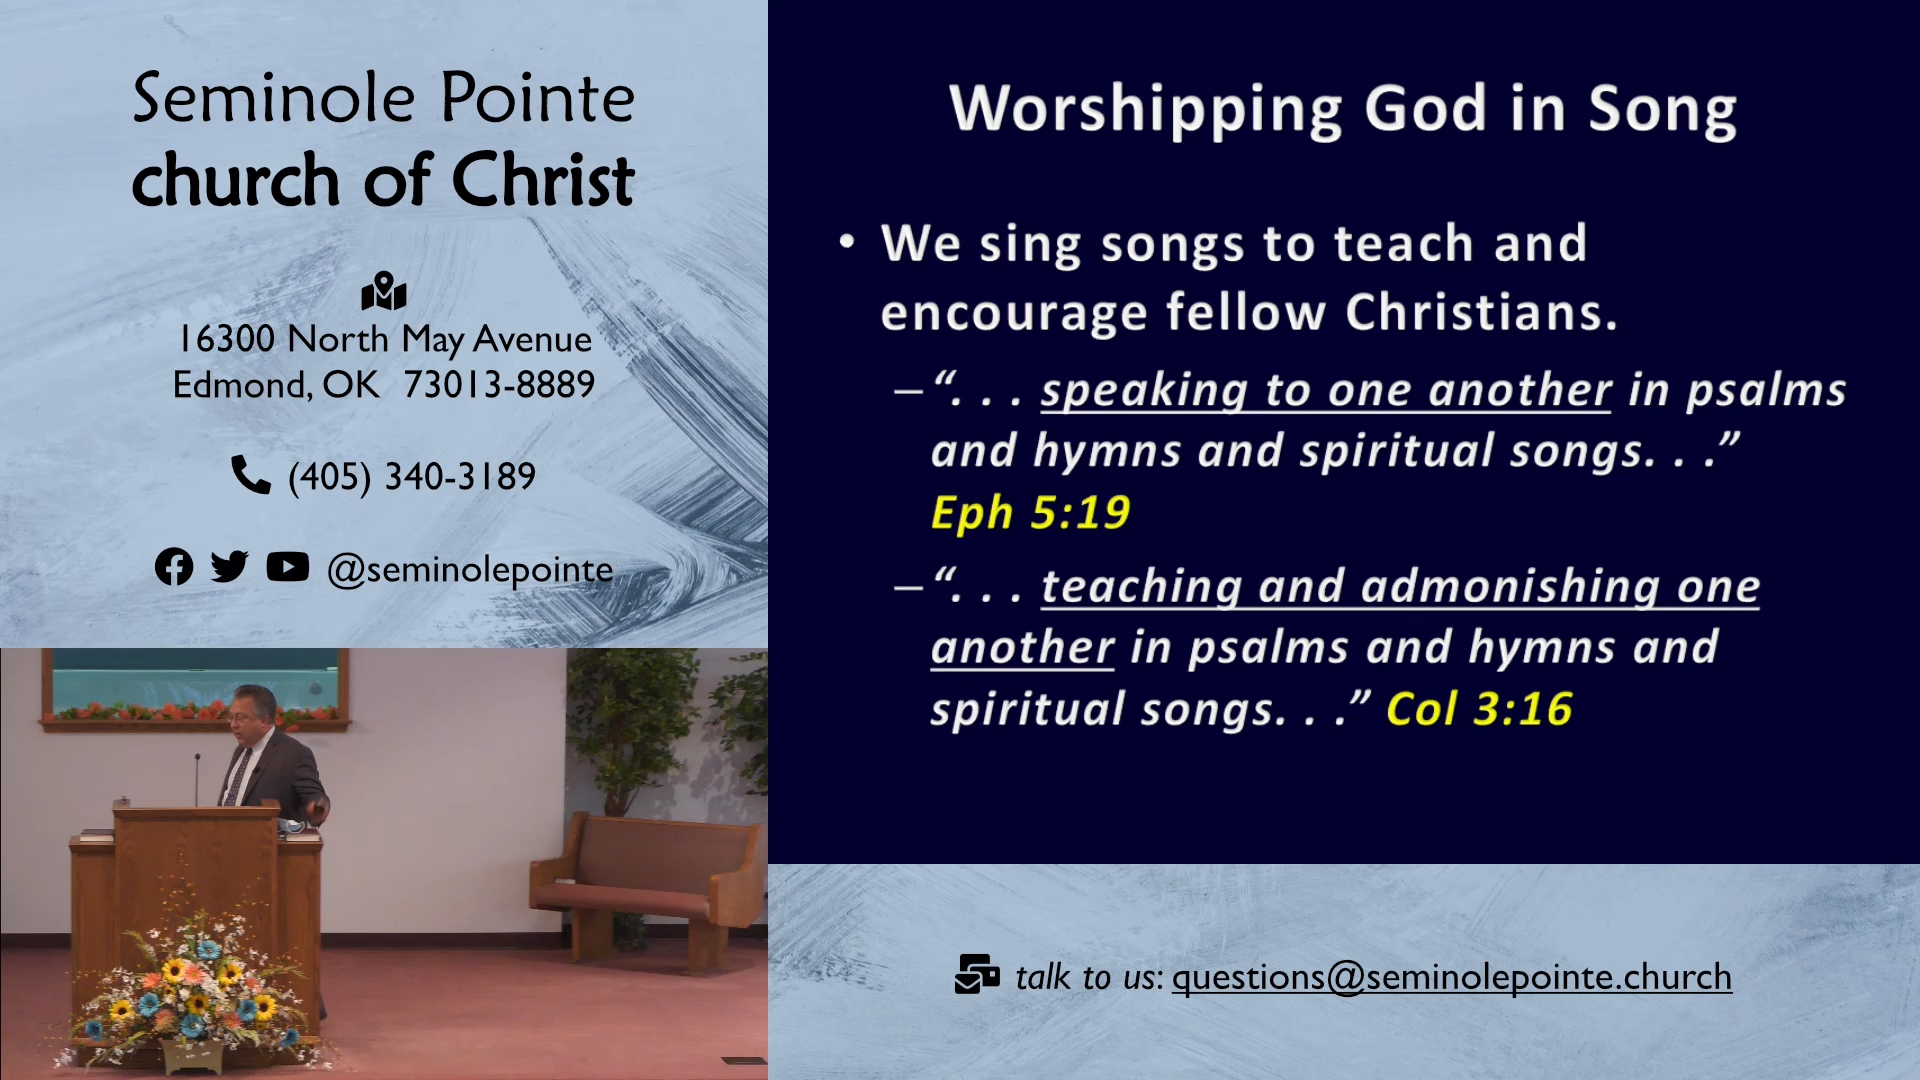 Seminole Pointe
church of Christ
16300 North May Avenue
Edmond, OK 73013-8889
(405) 340-3189
@seminolepointe
Worshipping God in Song
• We sing songs to teach and
encourage fellow Christians.
– “. . . speaking to one another in psalms
and hymns and spiritual songs. . .”
Eph 5:19
– “. . . teaching and admonishing one
another in psalms and hymns and
spiritual songs. . .” Col 3:16
talk to us: questions@seminolepointe.church